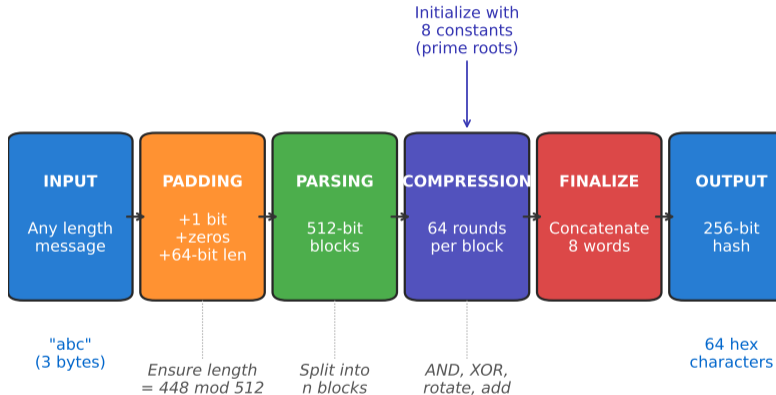 Initialize with
8 constants
(prime roots)
INPUT
Any length
message
PADDING
+1 bit
+zeros
+64-bit len
PARSING
512-bit
blocks
COMPRESSION
64 rounds
per block
FINALIZE
Concatenate
8 words
OUTPUT
256-bit
hash
"abc"
(3 bytes)
Ensure length
= 448 mod 512
Split into
n blocks
AND, XOR,
rotate, add
64 hex
characters